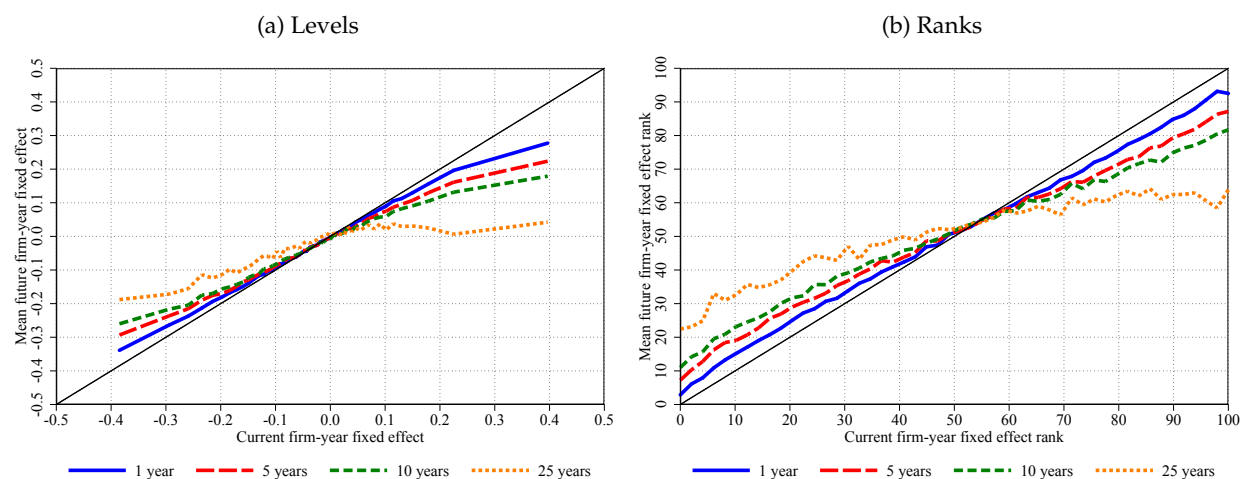 (a) Levels
Mean future firm-year fixed effect
0.5
0.4
0.3
0.2
0.1
0.0
-0.1
-0.2
-0.3
-0.4
-0.5
-0.5 -0.4 -0.3 -0.2 -0.1 0.0 0.1 0.2 0.3 0.4 0.5
Current firm-year fixed effect
1 year 5 years 10 years 25 years
(b) Ranks
Mean future firm-year fixed effect rank
100
90
80
70
60
50
40
30
20
10
0
0 10 20 30 40 50 60 70 80 90 100
Current firm-year fixed effect rank
1 year 5 years 10 years 25 years